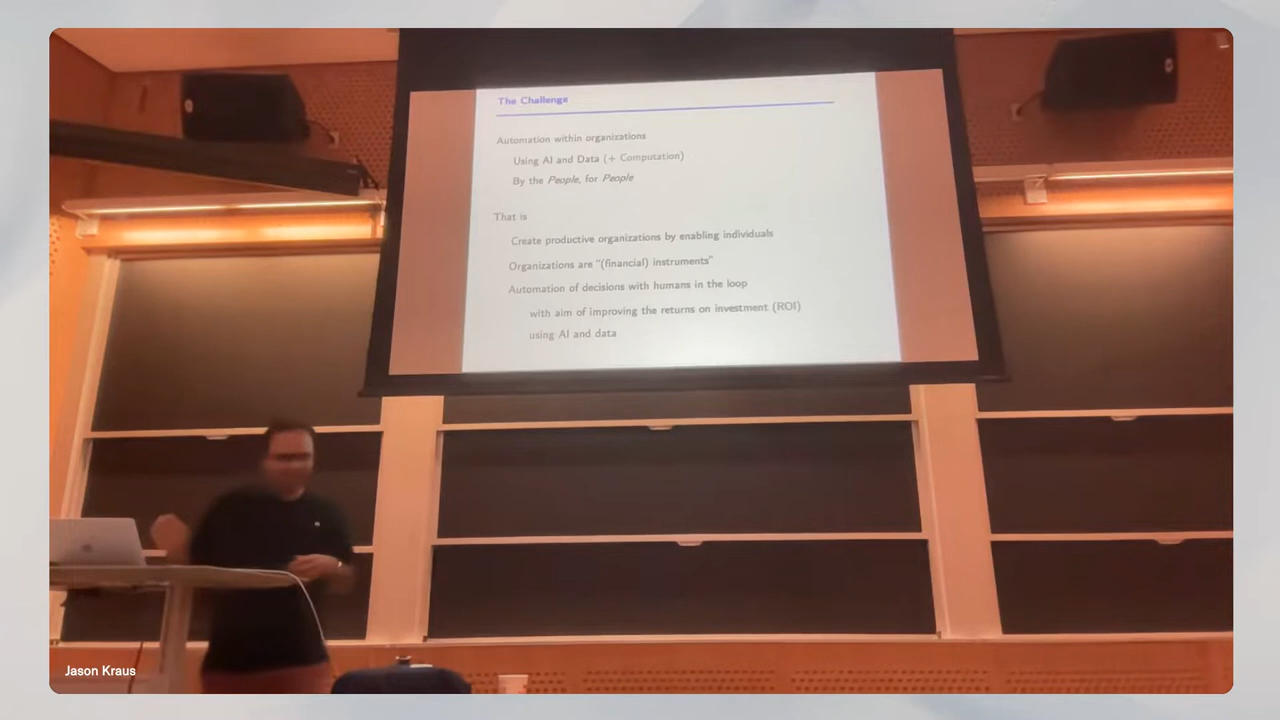 The Challenge
Automation within organizations
Using AI and Data (+ Computation)
By the People, for People
That is
Create productive organizations by enabling individuals
Organizations are "(financial) instruments"
Automation of decisions with humans in the loop
with aim of improving the returns on investment (ROI)
using AI and data
Jason Kraus